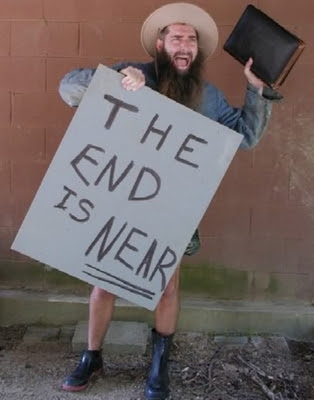 THE
END
IS
NEAR